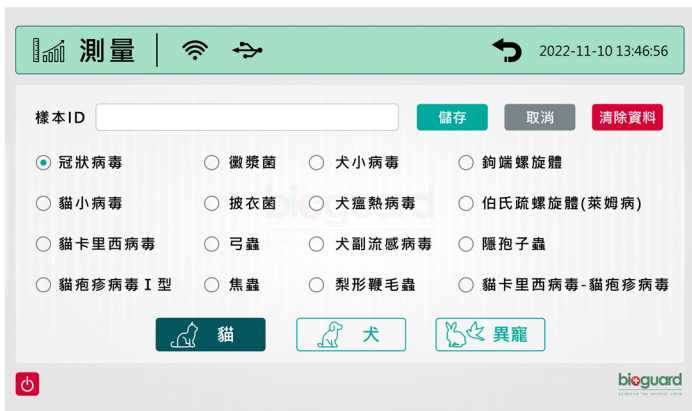 測量 2022-11-10 13:46:56
樣本ID 儲存 取消 清除資料
冠狀病毒 黴漿菌 犬小病毒 鉤端螺旋體
貓小病毒 披衣菌 犬瘟熱病毒 伯氏疏螺旋體(萊姆病)
貓卡里西病毒 弓蟲 犬副流感病毒 隱孢子蟲
貓疱疹病毒I型 焦蟲 梨形鞭毛蟲 貓卡里西病毒-貓疱疹病毒
貓 犬 異寵
bioguard
bioguard
science for animal care